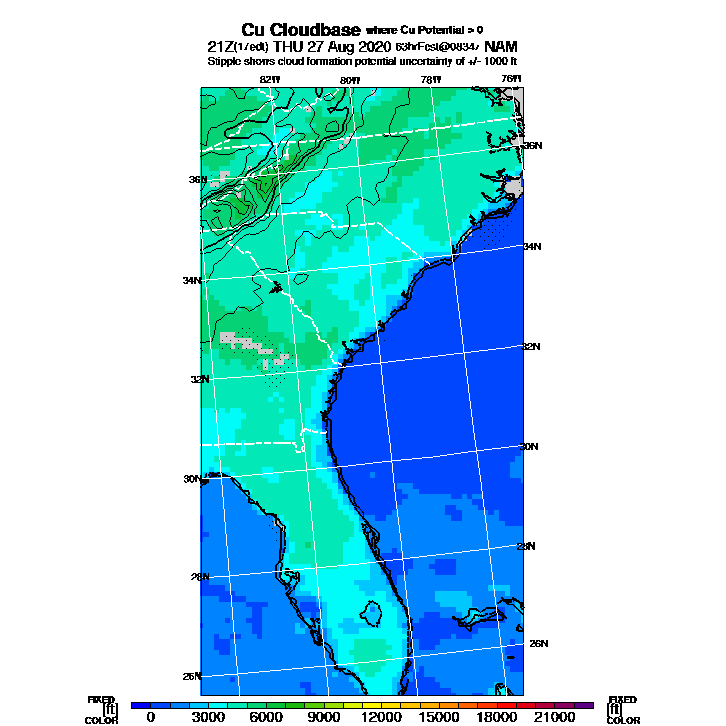 Cu Cloudbase where Cu Potential > 0
21Z(17edt) THU 27 Aug 2020 63hrFcst@0834z NAM
Stipple shows cloud formation potential uncertainty of +/- 1000 ft
82W 80W 78W 76W
36N
36N
34N
34N
32N
32N
30N
30N
28N
28N
26N
26N
FIXED FIXED
[ft] [ft]
COLOR 0 3000 6000 9000 12000 15000 18000 21000 COLOR